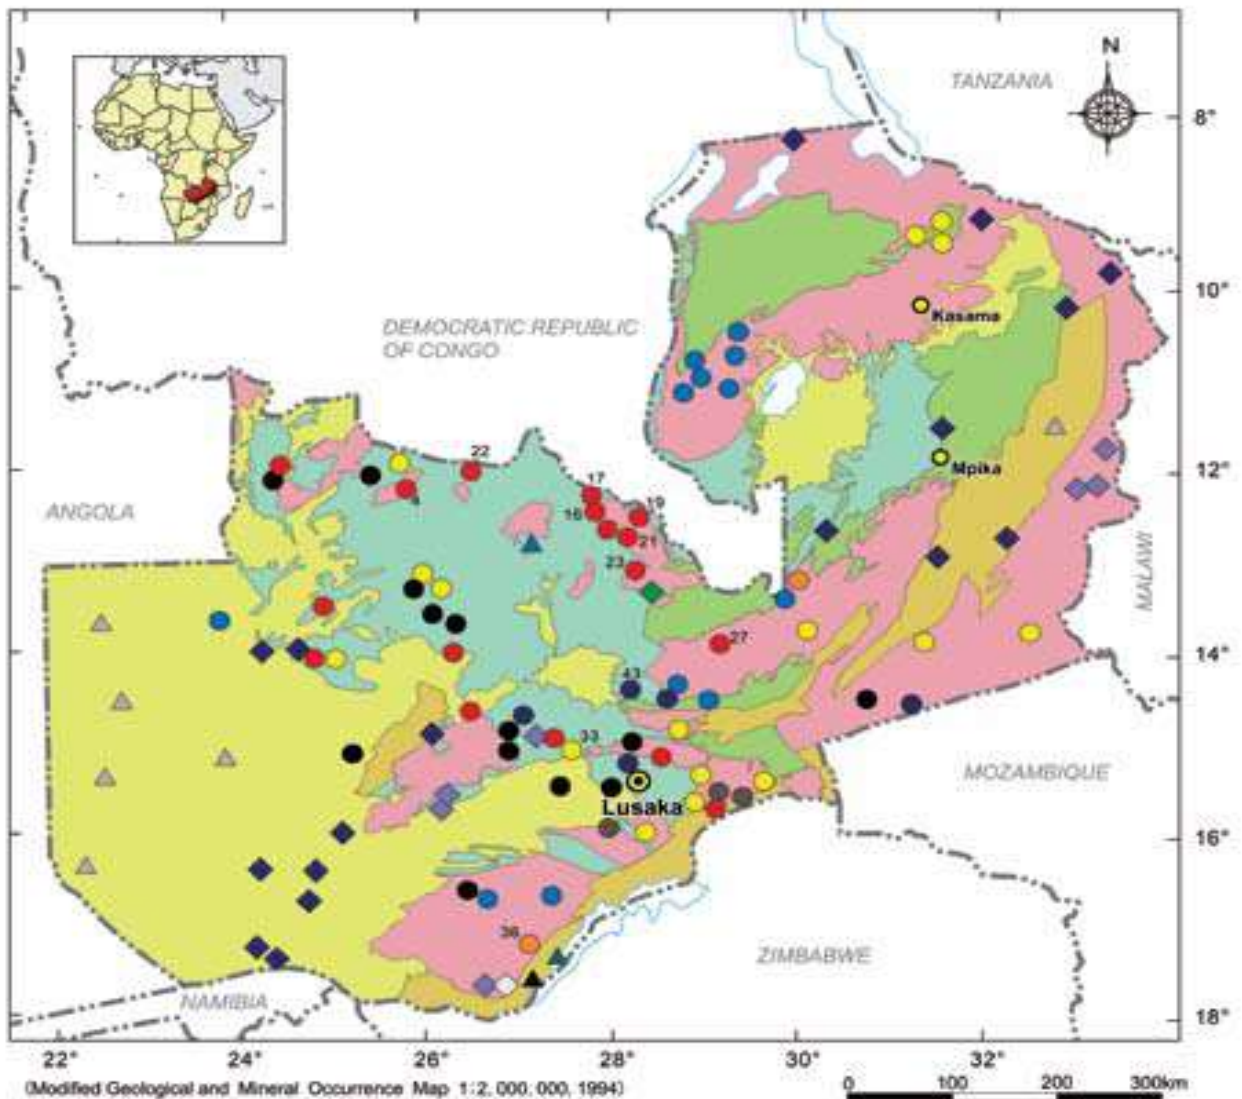 N
TANZANIA
8°
Kasama
10°
DEMOCRATIC REPUBLIC
OF CONGO
22
17
16
19
21
23
Mpika
12°
ANGOLA
MALAWI
27
14°
43
33
MOZAMBIQUE
Lusaka
16°
36
ZIMBABWE
NAMIBIA
18°
22°
24°
26°
28°
30°
32°
(Modified Geological and Mineral Occurrence Map 1:2, 000, 000, 1994)
0 100 200 300km